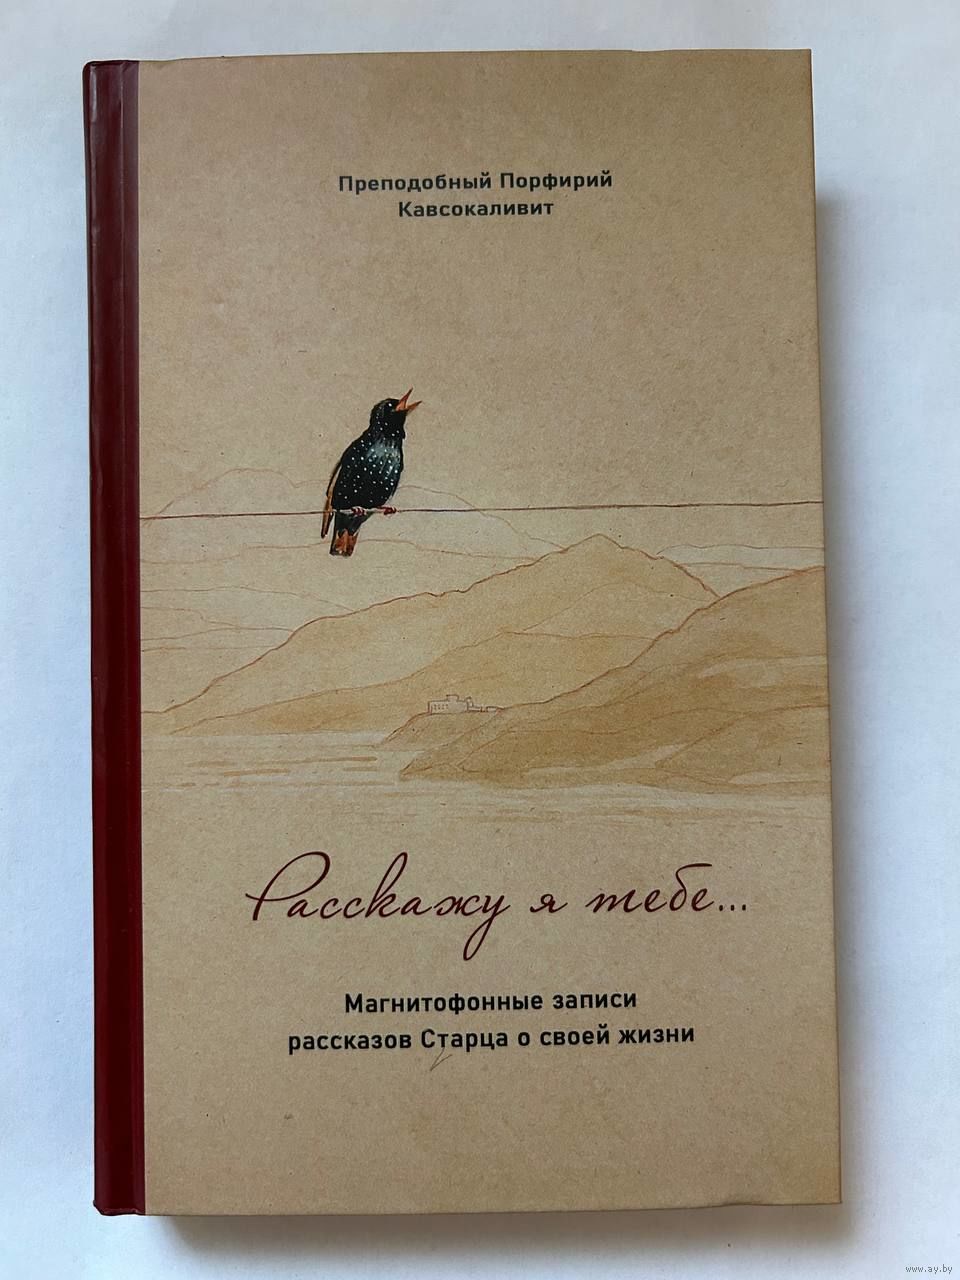 Преподобный Порфирий
Кавсокаливит
Расскажу я тебе...
Магнитофонные записи
рассказов Старца о своей жизни
www.ay.by